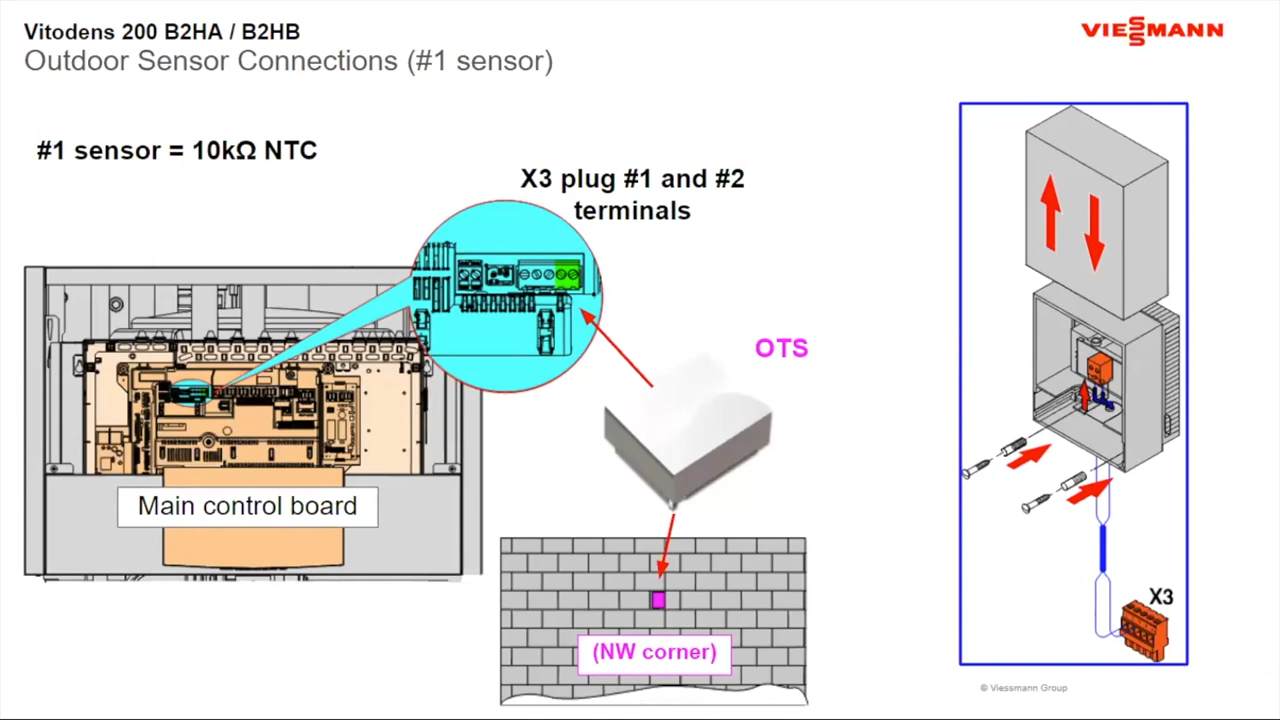 Vitodens 200 B2HA / B2HB
Outdoor Sensor Connections (#1 sensor)
VIESSMANN
#1 sensor = 10kΩ NTC
X3 plug #1 and #2
terminals
OTS
Main control board
(NW corner)
X3
© Viessmann Group